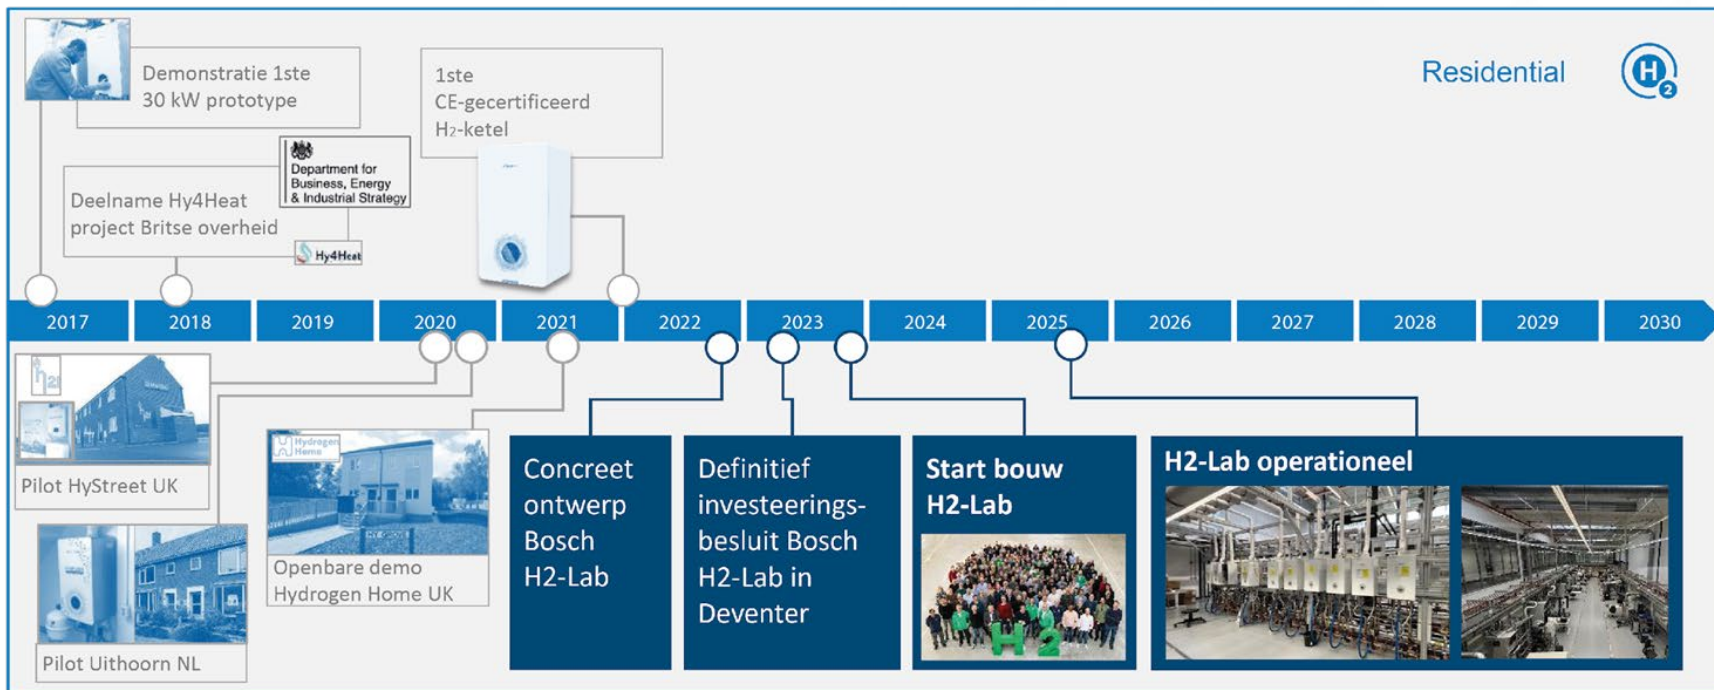 Demonstratie 1ste
30 kW prototype
1ste
CE-gecertificeerd
H₂-ketel
Residential
H
2
Department for
Business, Energy
& Industrial Strategy
Deelname Hy4Heat
project Britse overheid
Hy4Heat
2017
2018
2019
2020
2021
2022
2023
2024
2025
2026
2027
2028
2029
2030
Pilot HyStreet UK
Pilot Uithoorn NL
Hydrogen
Home
Openbare demo
Hydrogen Home UK
Concreet
ontwerp
Bosch
H2-Lab
Definitief
investeerings-
besluit Bosch
H2-Lab in
Deventer
Start bouw
H2-Lab
H2
H2-Lab operationeel